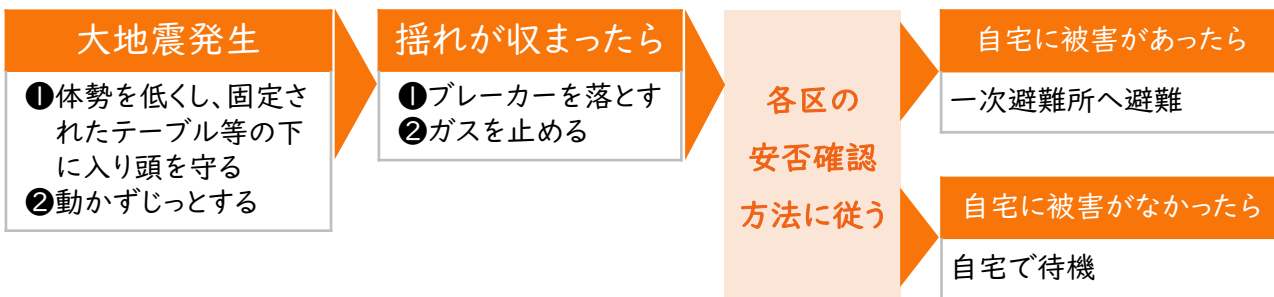 大地震発生
❶体勢を低くし、固定さ
れたテーブル等の下
に入り頭を守る
❷動かずじっとする
揺れが収まったら
❶ブレーカーを落とす
❷ガスを止める
各区の
安否確認
方法に従う
自宅に被害があったら
一次避難所へ避難
自宅に被害がなかったら
自宅で待機